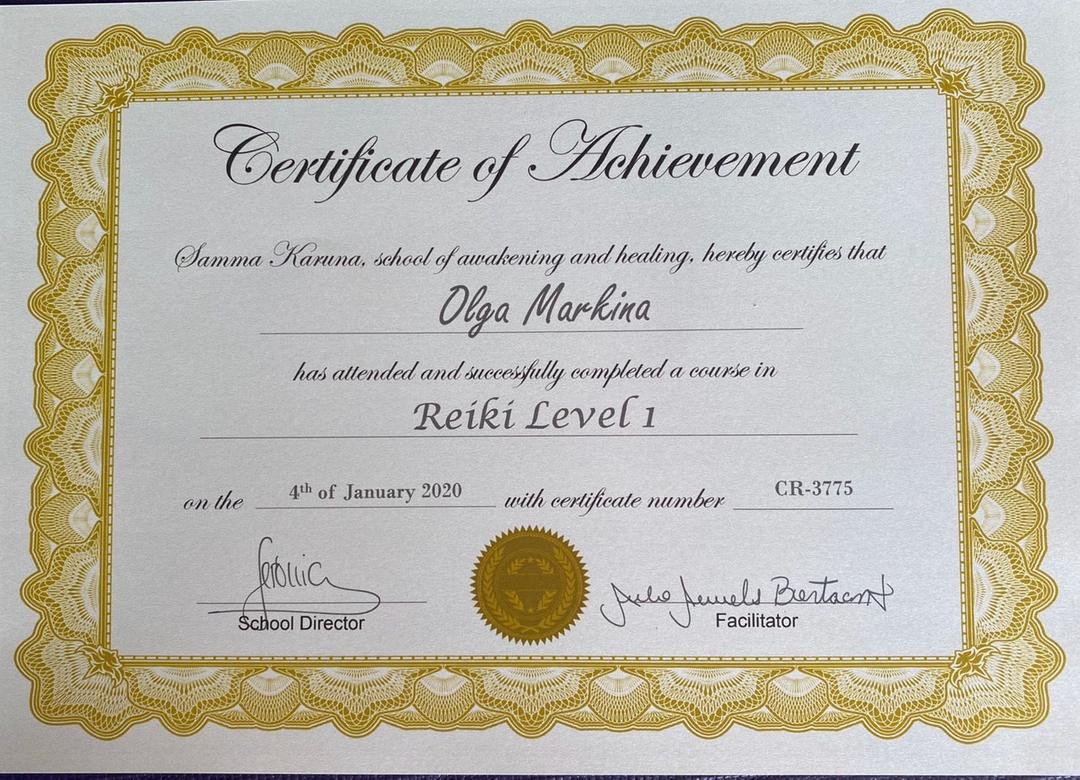 Certificate of Achievement
Samma Karuna, school of awakening and healing, hereby certifies that
Olga Markina
has attended and successfully completed a course in
Reiki Level 1
on the 4th of January 2020 with certificate number CR-3775
School Director
Facilitator